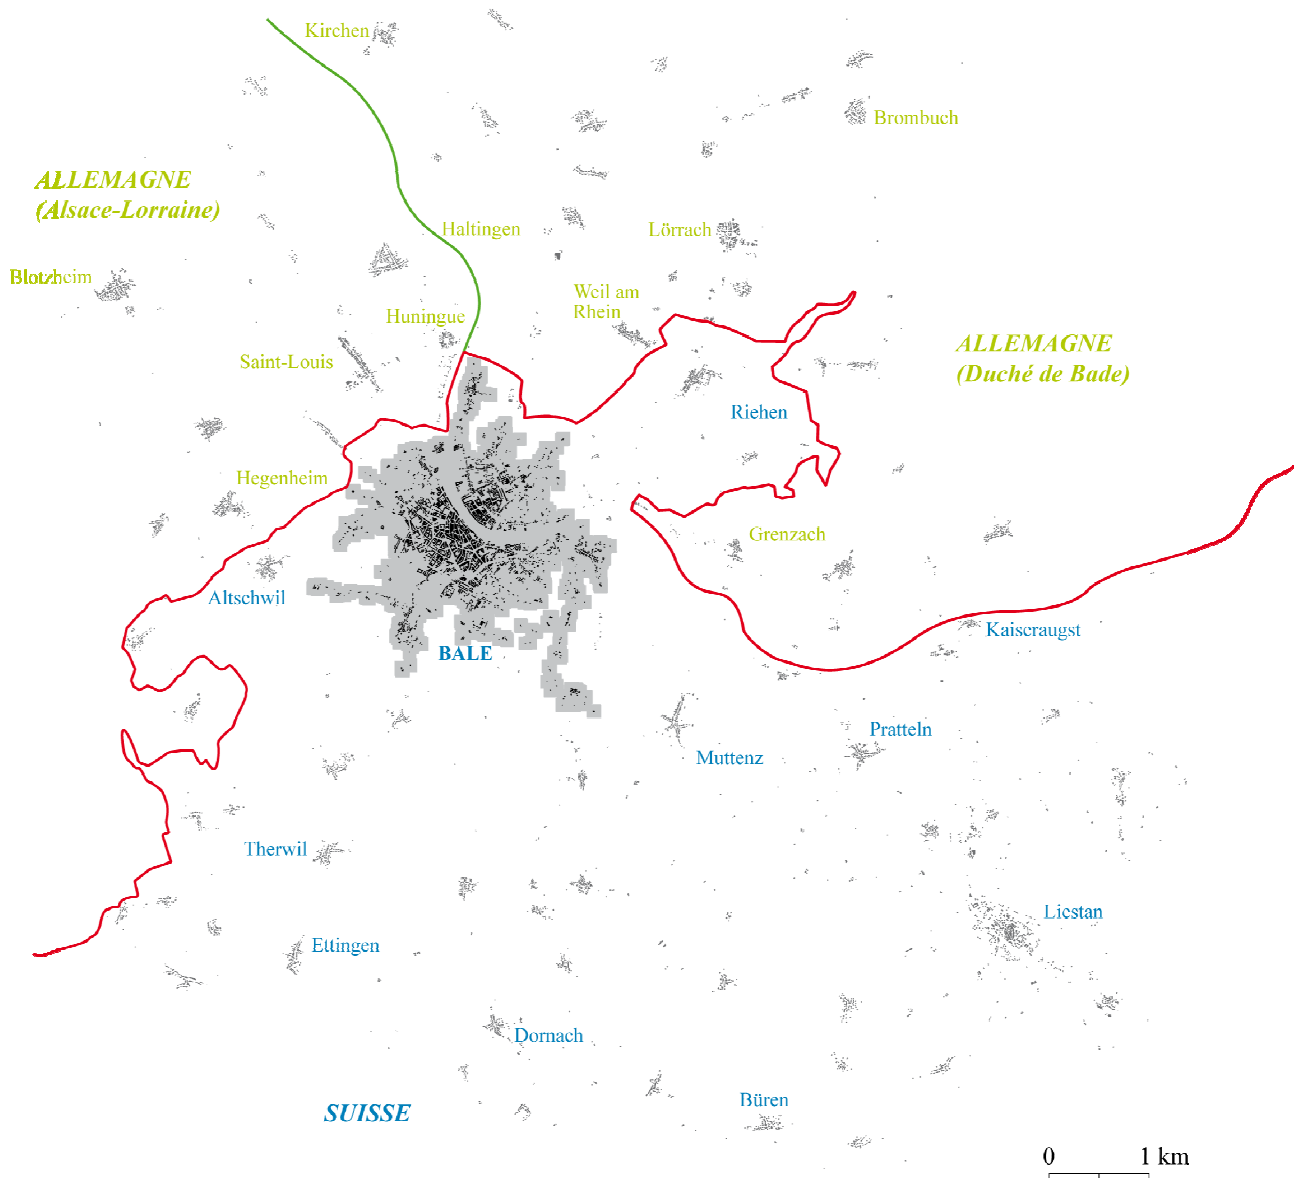 Kirchen
Brombuch
ALLEMAGNE
(Alsace-Lorraine)
Haltingen
Lörrach
Blotzheim
Weil am
Rhein
Huningue
ALLEMAGNE
(Duché de Bade)
Saint-Louis
Riehen
Hegenheim
Grenzach
Altschwil
Kaiseraugst
BALE
Pratteln
Muttenz
Therwil
Liestan
Ettingen
Dornach
Büren
SUISSE
0 1 km